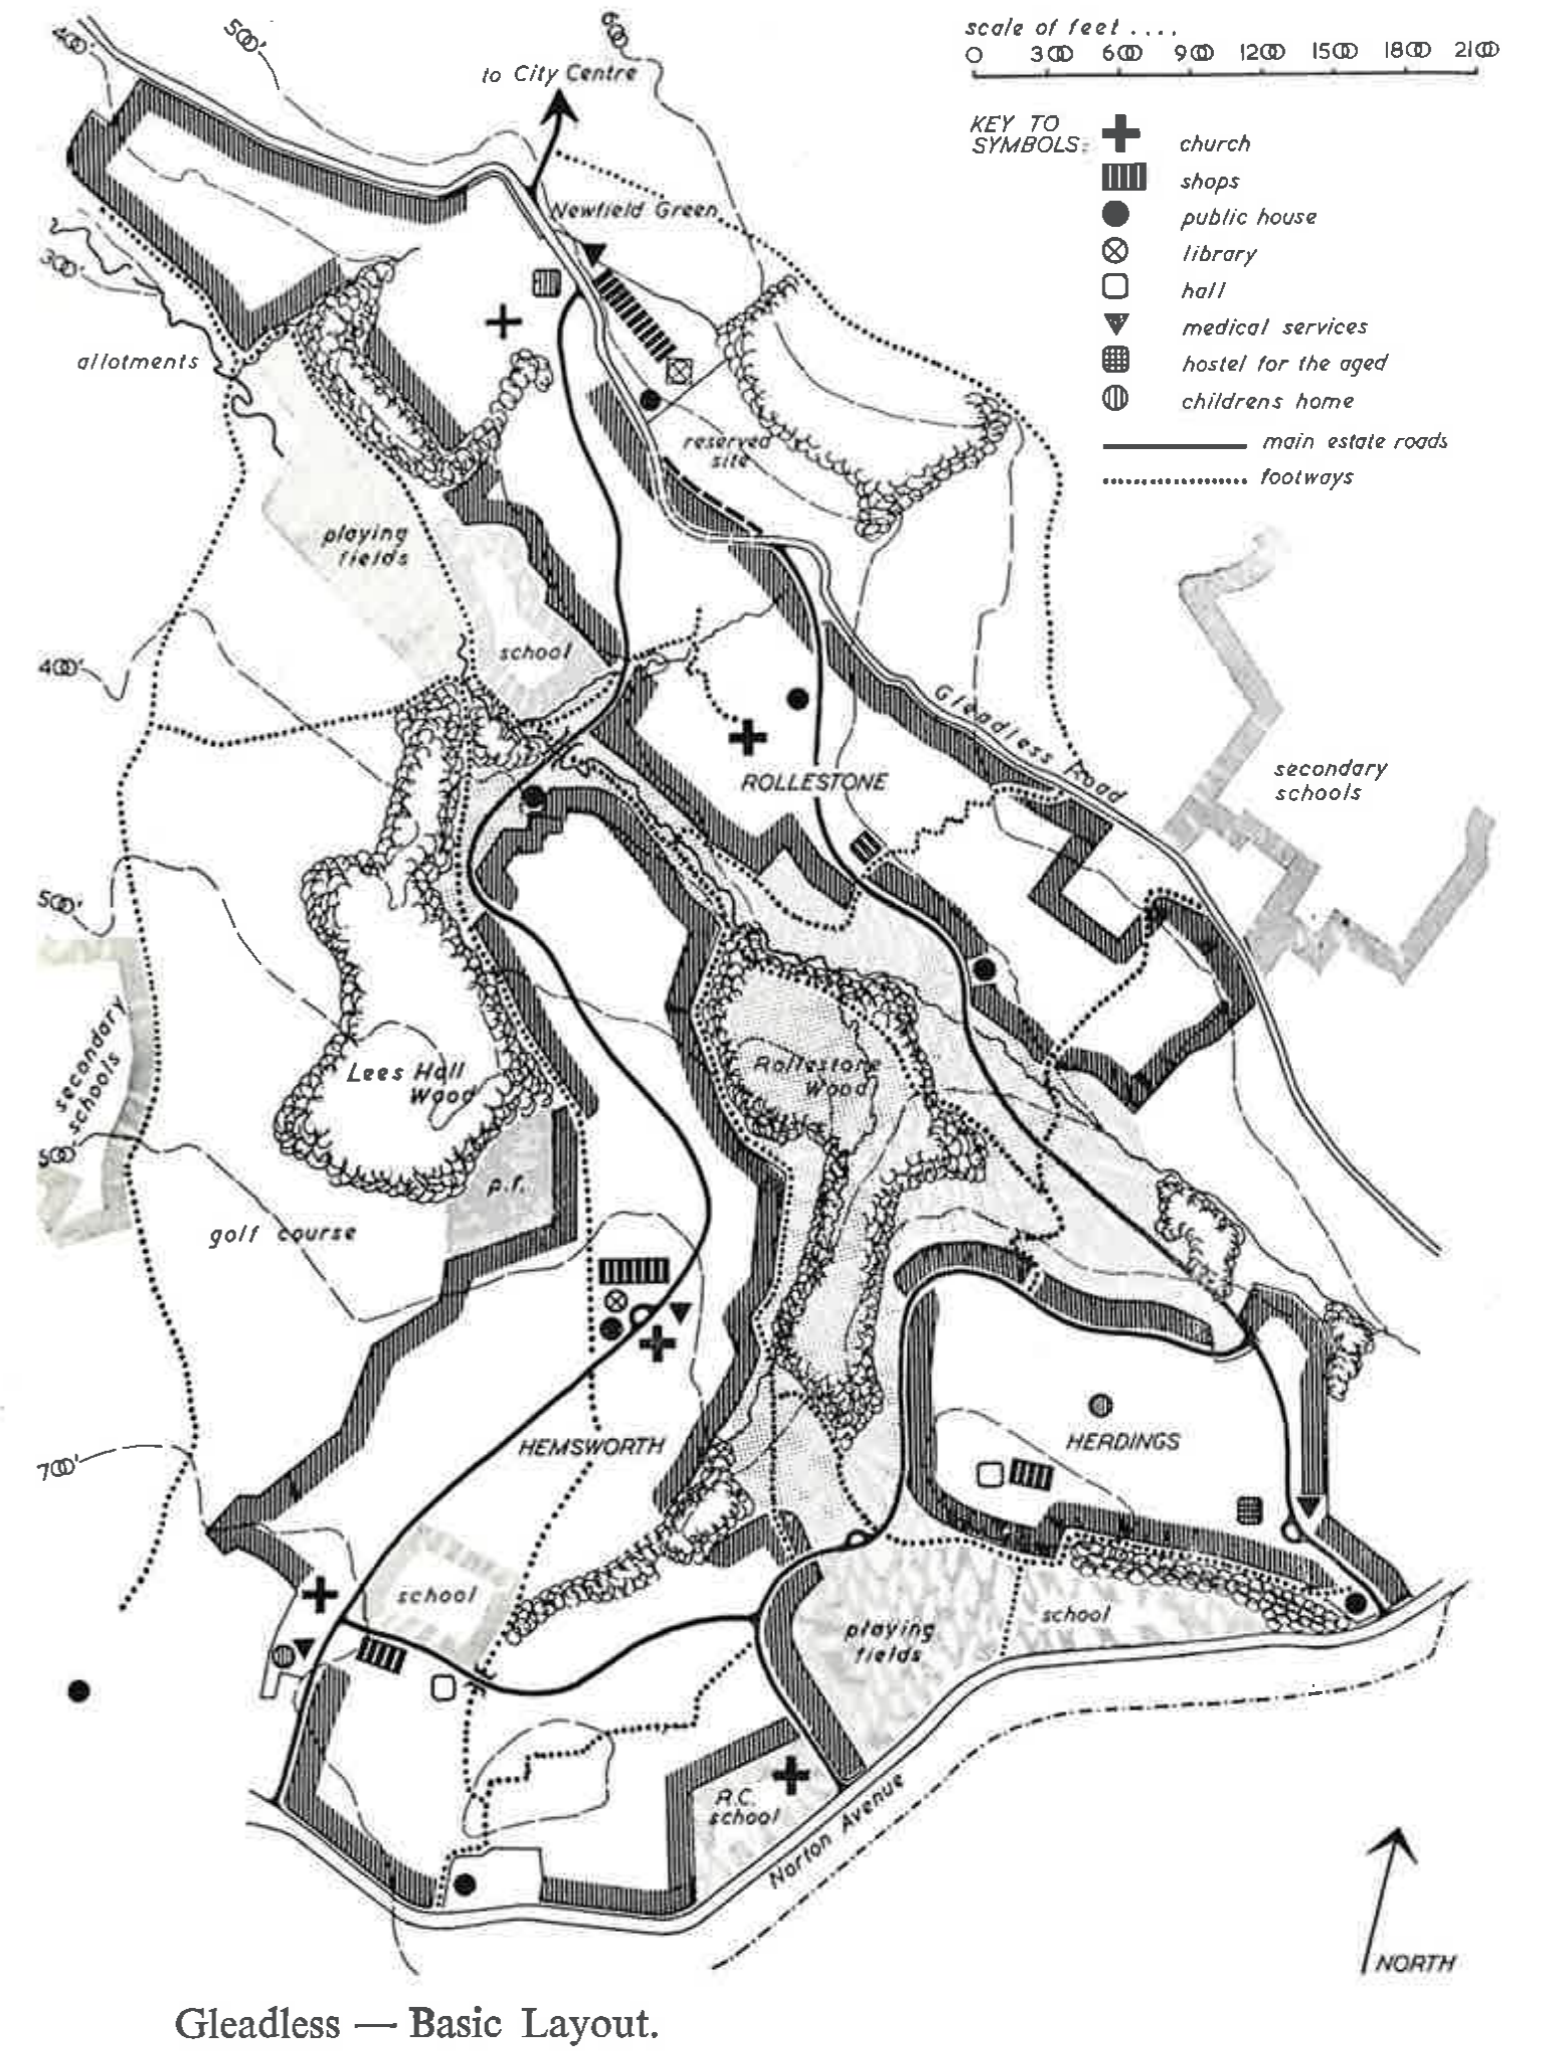 scale of feet ....
0 300 600 900 1200 1500 1800 2100
KEY TO
SYMBOLS:
church
shops
public house
library
hall
medical services
hostel for the aged
childrens home
main estate roads
footways
400'
500'
600
to City Centre
Newfield Green
300'
allotments
reserved
site
playing
fields
school
400'
Gleadless Road
secondary
schools
ROLLESTONE
500'
secondary
schools
Lees Hall
Wood
Rollestone
Wood
600'
p.f.
golf course
HEMSWORTH
HERDINGS
700'
school
school
playing
fields
R.C.
school
Norton Avenue
NORTH
Gleadless — Basic Layout.